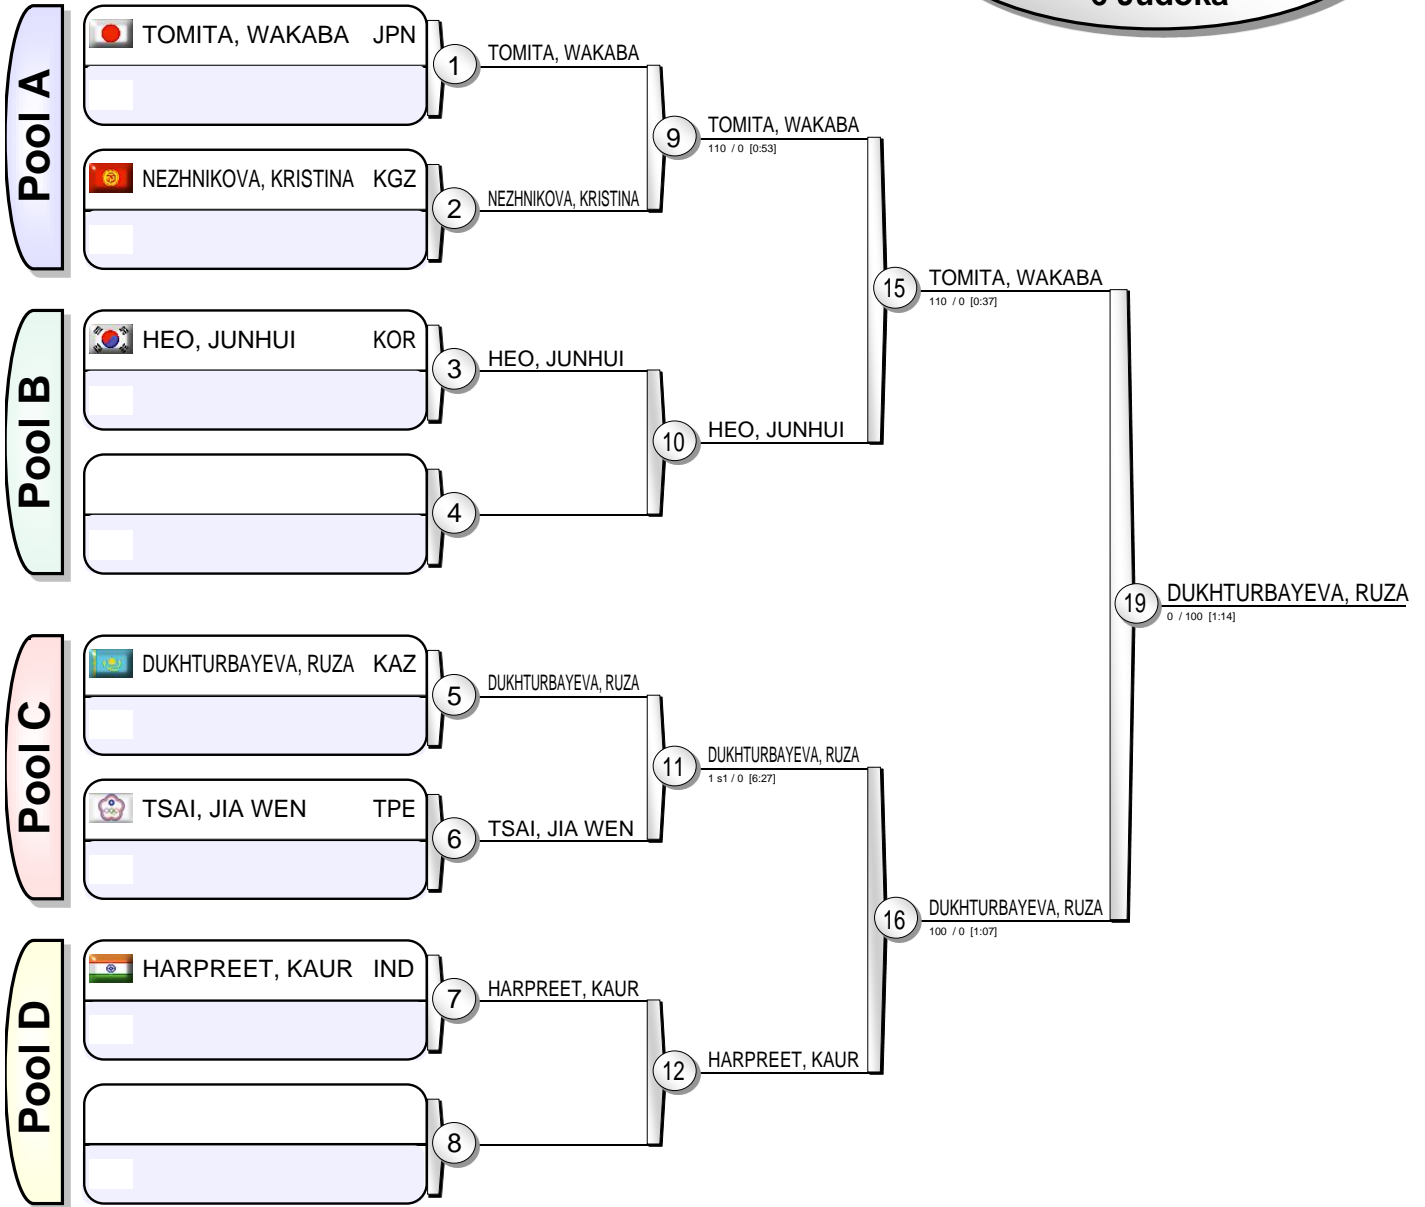 6 Judoka
Pool A
TOMITA, WAKABA JPN
1
TOMITA, WAKABA
NEZHNIKOVA, KRISTINA KGZ
2
NEZHNIKOVA, KRISTINA
9
TOMITA, WAKABA
110 / 0 [0:53]
Pool B
HEO, JUNHUI KOR
3
HEO, JUNHUI
4
10
HEO, JUNHUI
15
TOMITA, WAKABA
110 / 0 [0:37]
Pool C
DUKHTURBAYEVA, RUZA KAZ
5
DUKHTURBAYEVA, RUZA
TSAI, JIA WEN TPE
6
TSAI, JIA WEN
11
DUKHTURBAYEVA, RUZA
1 s1 / 0 [6:27]
Pool D
HARPREET, KAUR IND
7
HARPREET, KAUR
8
12
HARPREET, KAUR
16
DUKHTURBAYEVA, RUZA
100 / 0 [1:07]
19
DUKHTURBAYEVA, RUZA
0 / 100 [1:14]